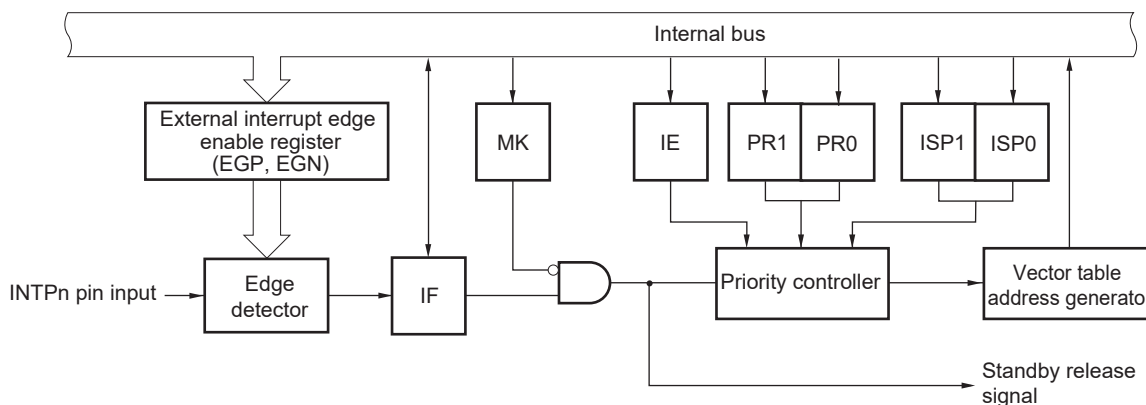 Internal bus
External interrupt edge
enable register
(EGP, EGN)
MK
IE
PR1
PR0
ISP1
ISP0
INTPn pin input
Edge
detector
IF
Priority controller
Vector table
address generato
Standby release
signal